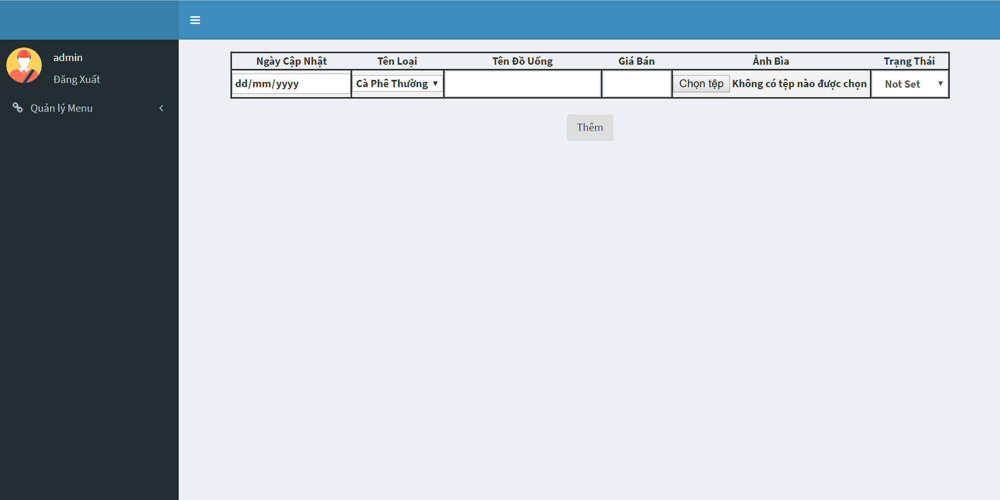 admin
Đăng Xuất
Quản lý Menu
Ngày Cập Nhật Tên Loại Tên Đồ Uống Giá Bán Ảnh Bìa Trạng Thái
dd/mm/yyyy Cà Phê Thường Chọn tệp Không có tệp nào được chọn Not Set
Thêm